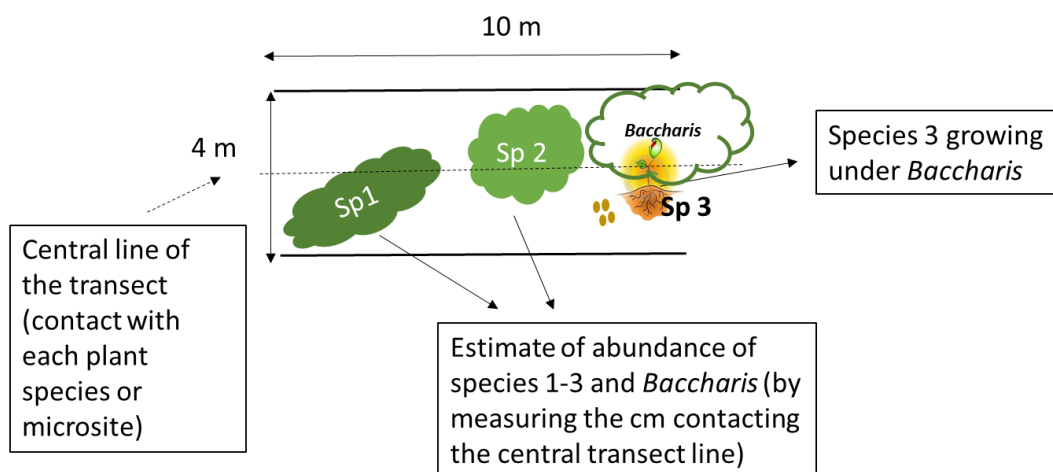 10 m
4 m
Sp1
Sp 2
Baccharis
Sp 3
Species 3 growing
under Baccharis
Central line of
the transect
(contact with
each plant
species or
microsite)
Estimate of abundance of
species 1-3 and Baccharis (by
measuring the cm contacting
the central transect line)